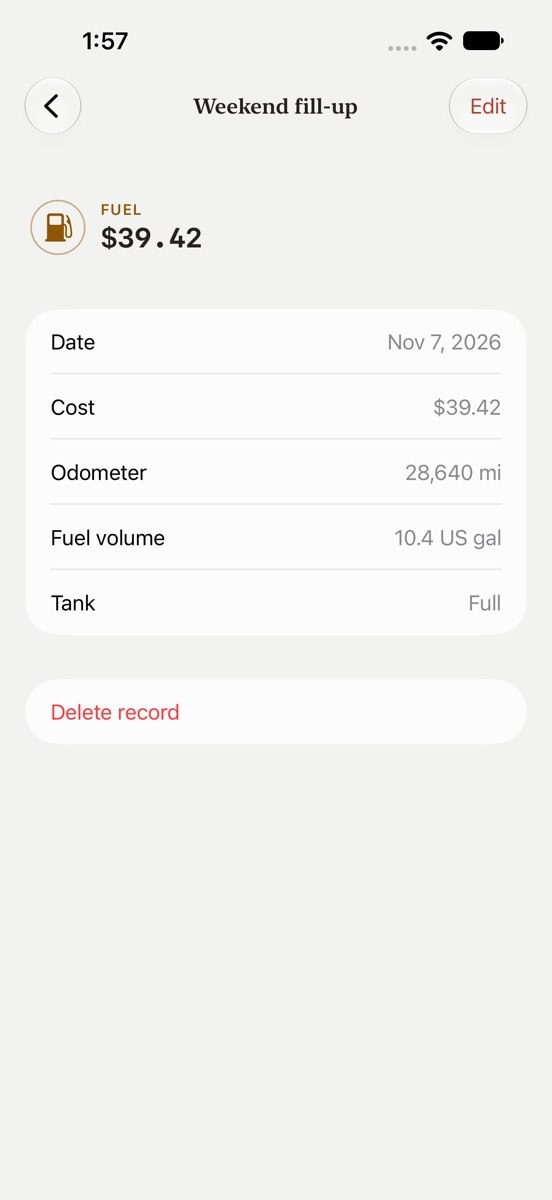 1:57
Weekend fill-up
Edit
FUEL
$39.42
Date Nov 7, 2026
Cost $39.42
Odometer 28,640 mi
Fuel volume 10.4 US gal
Tank Full
Delete record